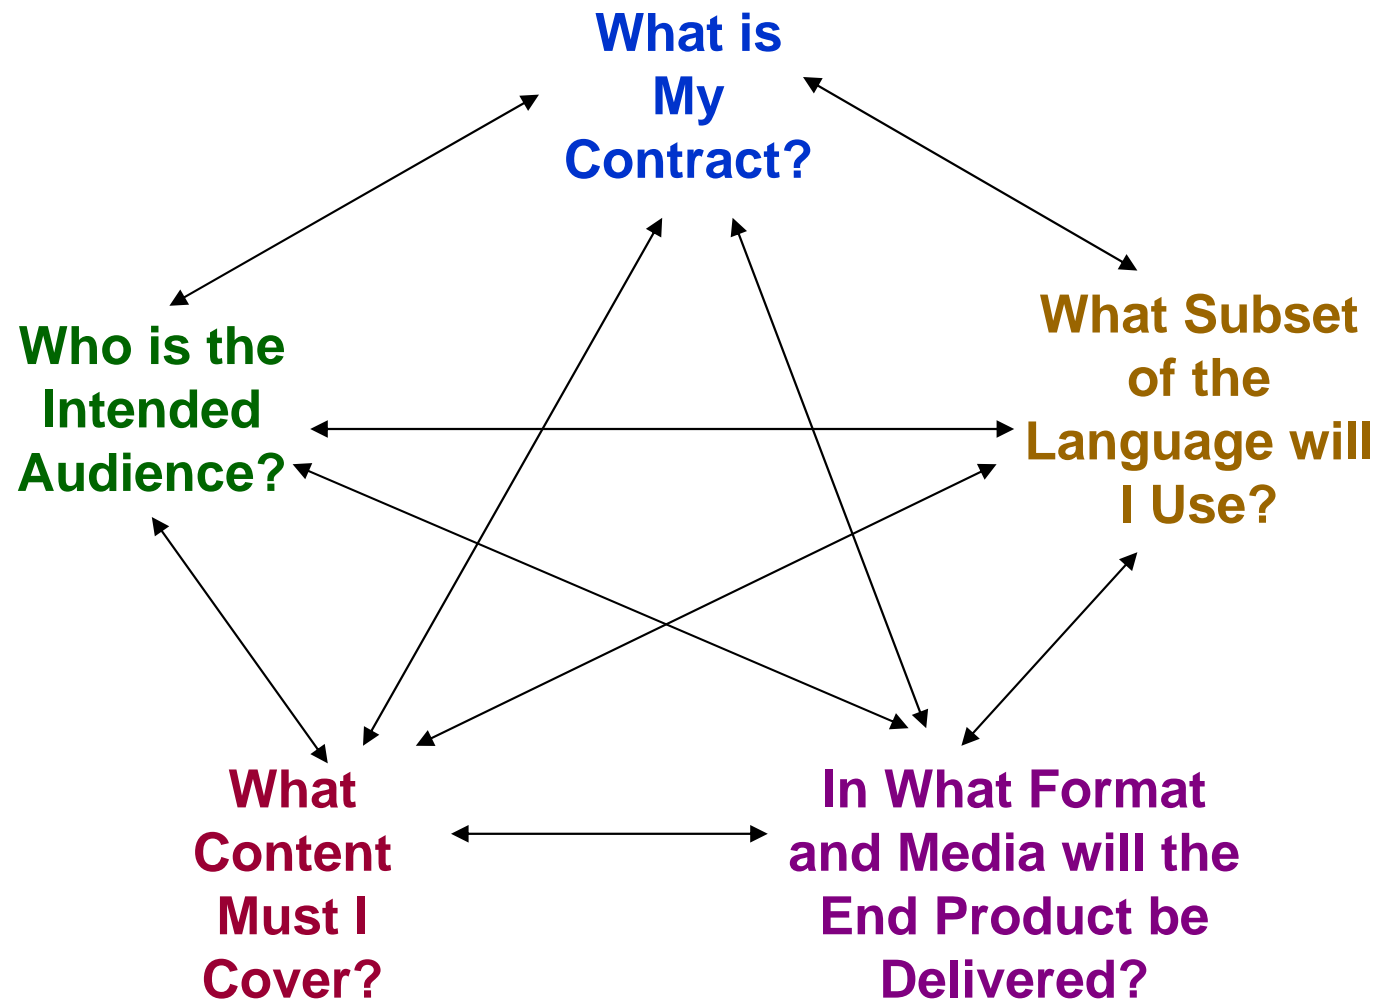 What is
My
Contract?
Who is the
Intended
Audience?
What Subset
of the
Language will
I Use?
What
Content
Must I
Cover?
In What Format
and Media will the
End Product be
Delivered?